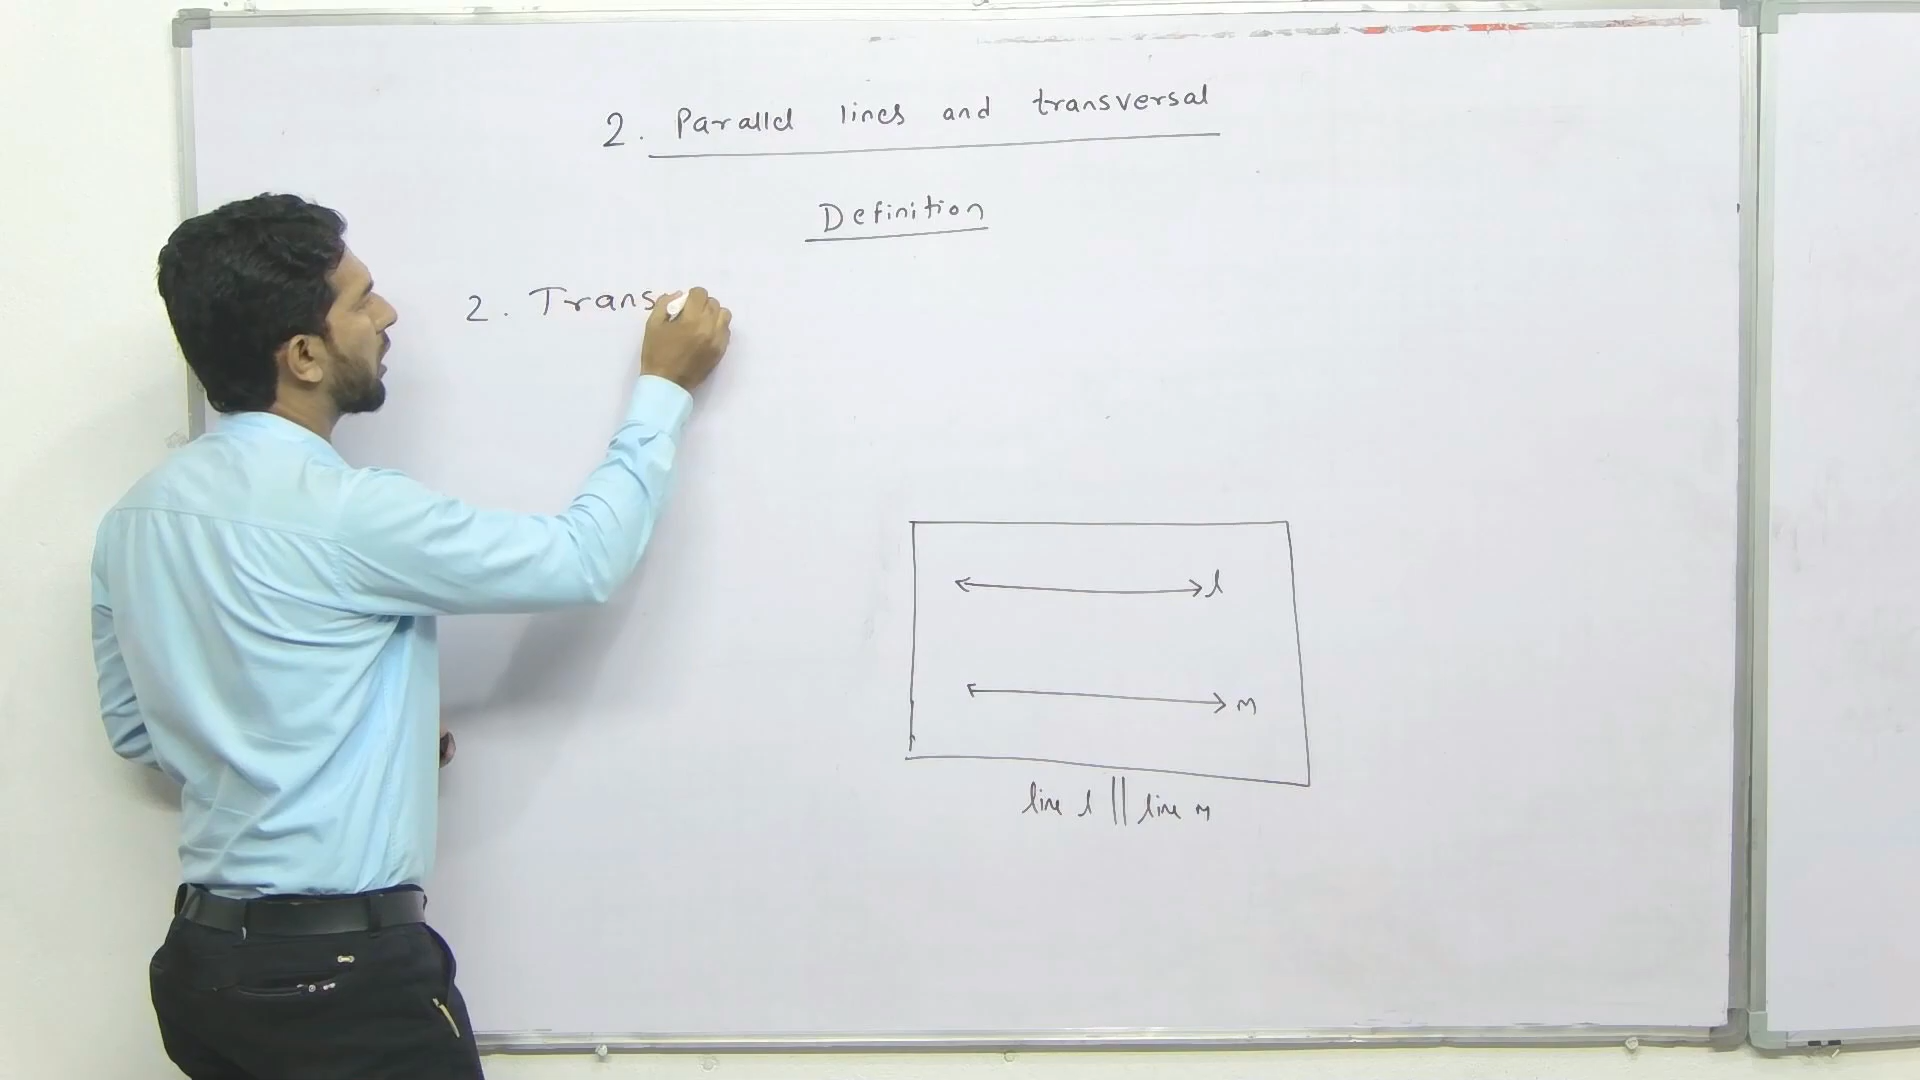 2. Parallel lines and transversal
Definition
2. Trans
l
m
line l || line m